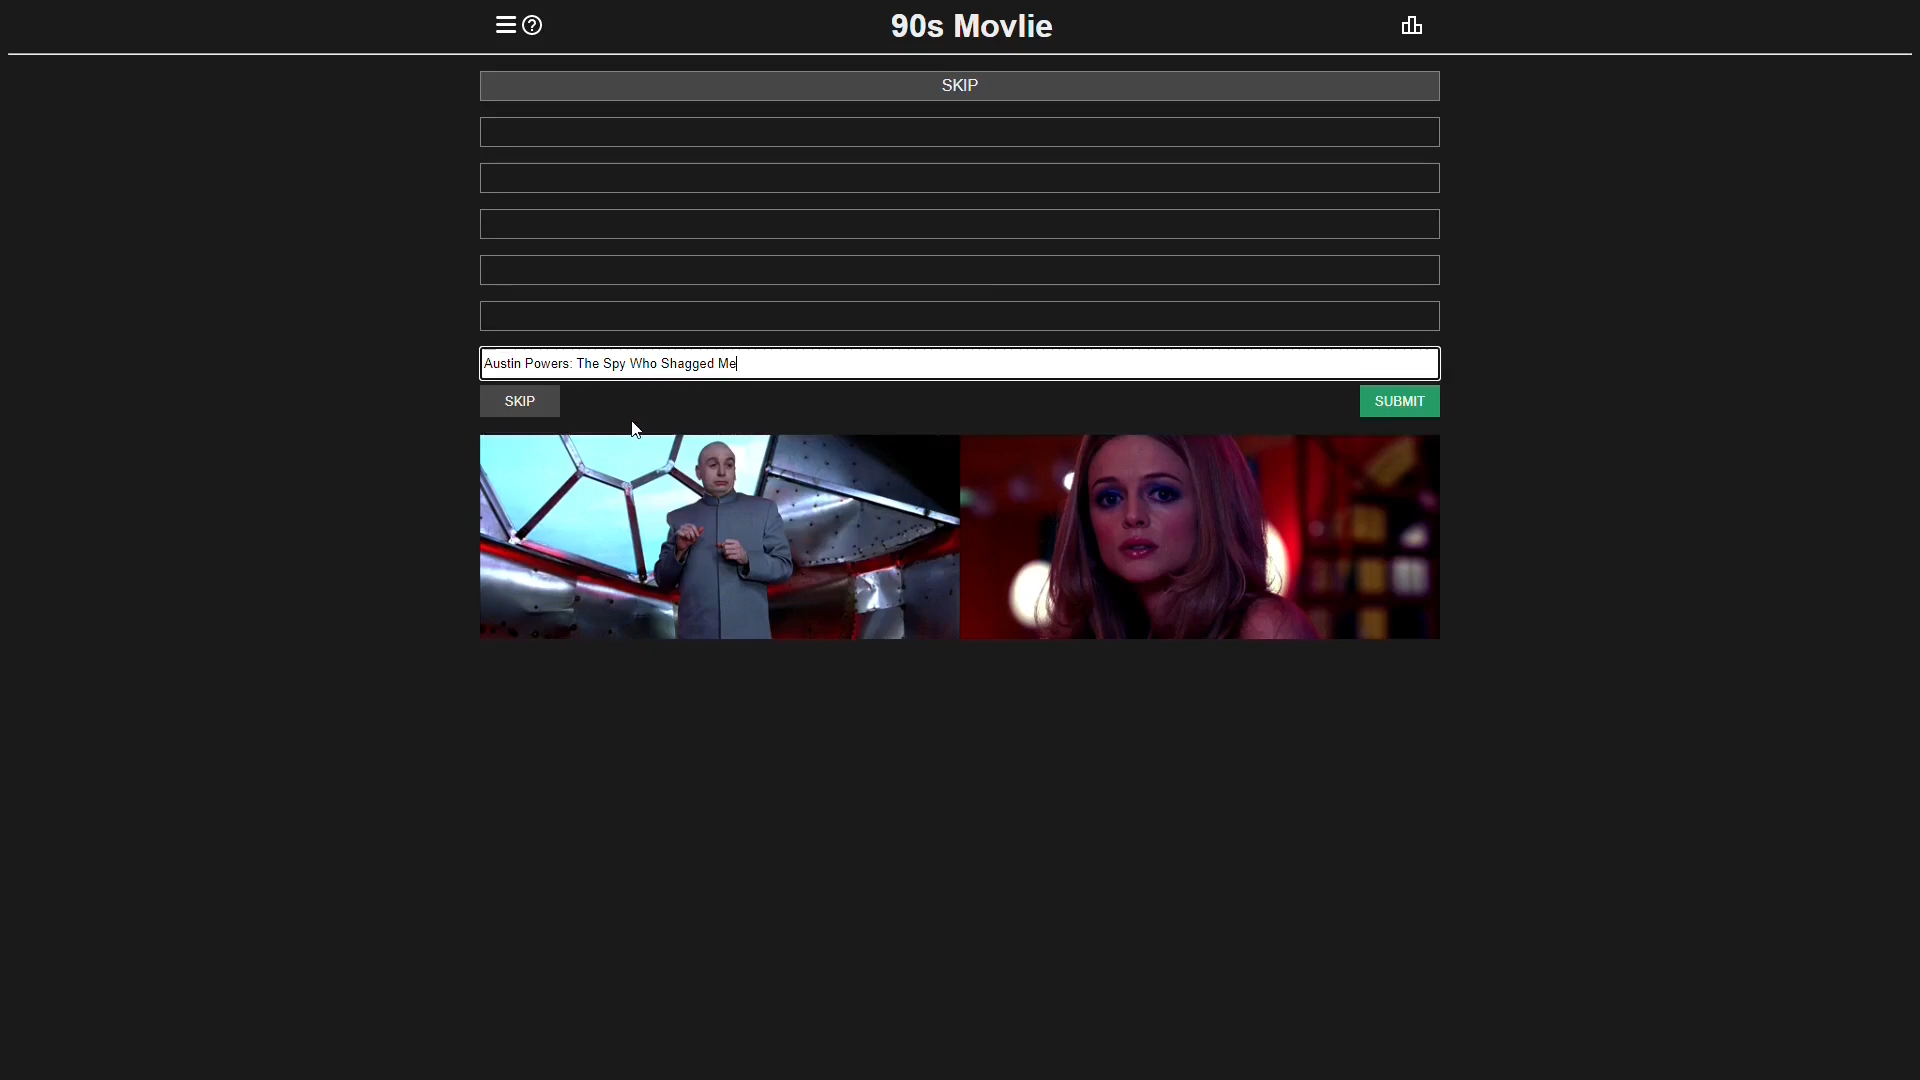 90s Movlie
SKIP
Austin Powers: The Spy Who Shagged Me
SKIP
SUBMIT